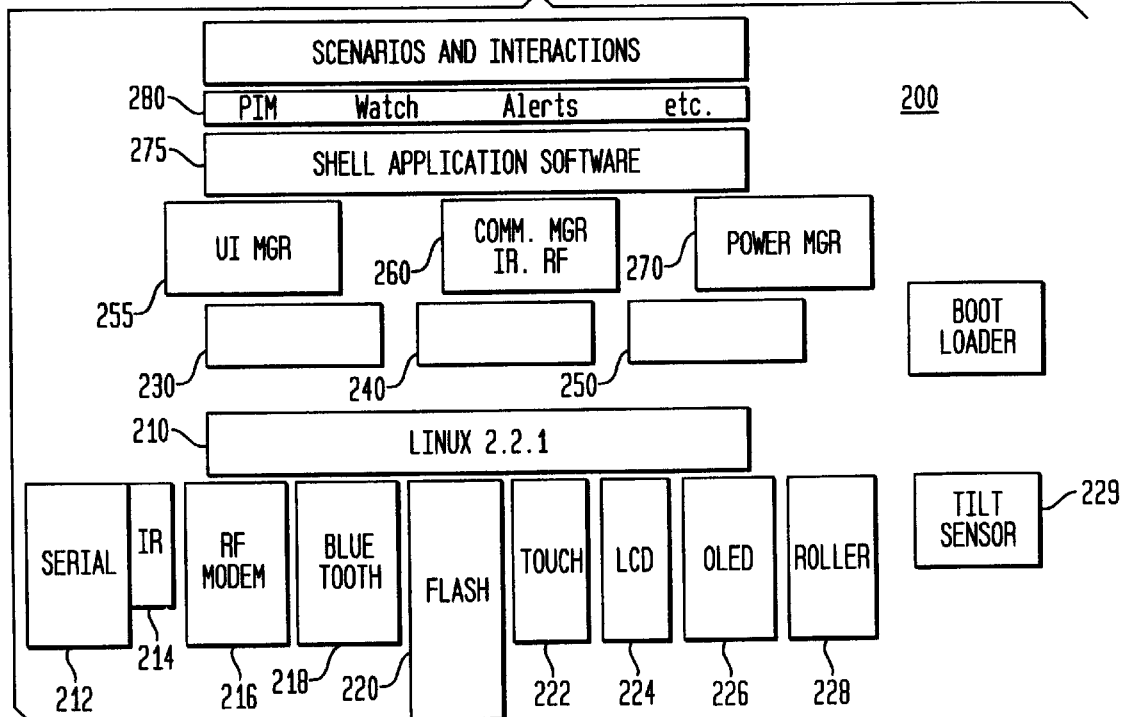 SCENARIOS AND INTERACTIONS
280 PIM Watch Alerts etc. 200
275 SHELL APPLICATION SOFTWARE
UI MGR
COMM. MGR
IR. RF
POWER MGR
255 260 270
BOOT
LOADER
230 240 250
210 LINUX 2.2.1
SERIAL
IR
RF
MODEM
BLUE
TOOTH
FLASH
TOUCH
LCD
OLED
ROLLER
TILT
SENSOR
229
212 214 216 218 220 222 224 226 228